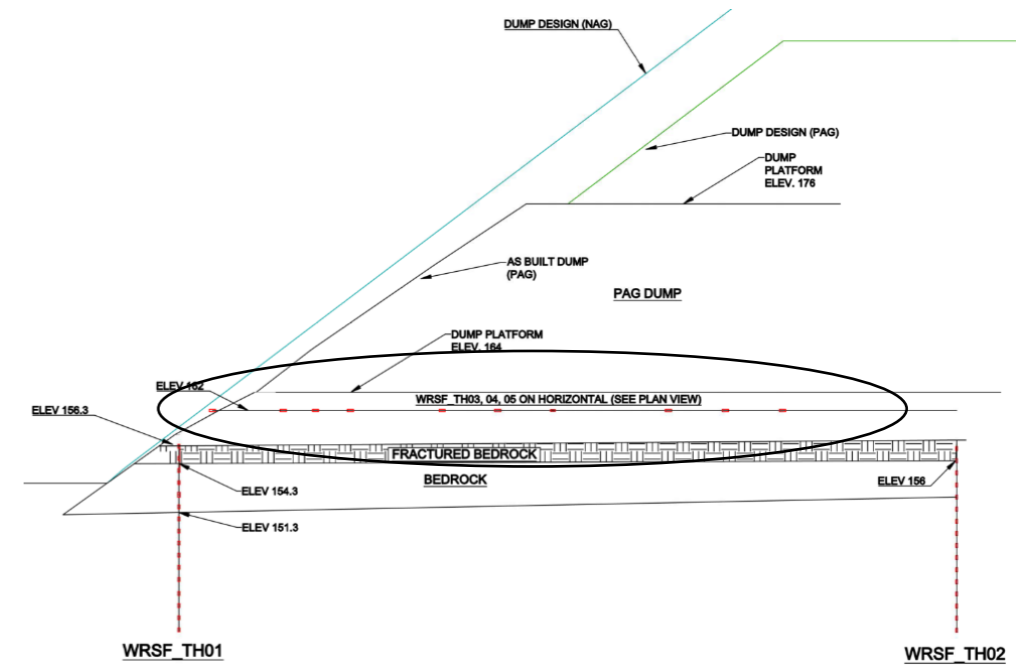 DUMP DESIGN (NAG)
DUMP DESIGN (PAG)
DUMP
PLATFORM
ELEV. 176
AS BUILT DUMP
(PAG)
PAG DUMP
DUMP PLATFORM
ELEV. 164
ELEV 162
WRSF_TH03, 04, 05 ON HORIZONTAL (SEE PLAN VIEW)
ELEV 156.3
FRACTURED BEDROCK
BEDROCK
ELEV 156
ELEV 154.3
ELEV 151.3
WRSF_TH01
WRSF_TH02